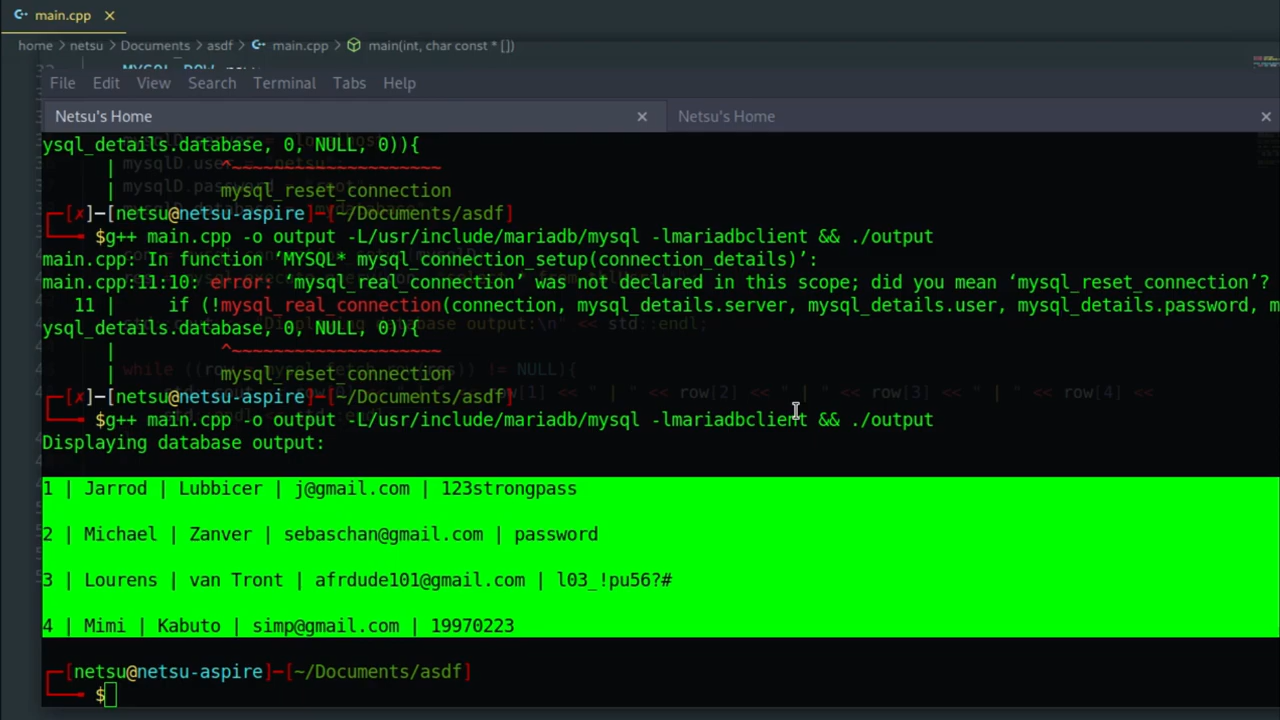 main.cpp ×
home > netsu > Documents > asdf > main.cpp > main(int, char const * [])
File Edit View Search Terminal Tabs Help
Netsu's Home × Netsu's Home ×
ysql_details.database, 0, NULL, 0)){
| ^~~~~~~~~~~~~~~~~~~~~
| mysql_reset_connection
┌─[✗]─[netsu@netsu-aspire]─[~/Documents/asdf]
└──╼ $g++ main.cpp -o output -L/usr/include/mariadb/mysql -lmariadbclient && ./output
main.cpp: In function ‘MYSQL* mysql_connection_setup(connection_details)’:
main.cpp:11:10: error: ‘mysql_real_connection’ was not declared in this scope; did you mean ‘mysql_reset_connection’?
11 | if (!mysql_real_connection(connection, mysql_details.server, mysql_details.user, mysql_details.password, m
ysql_details.database, 0, NULL, 0)){
| ^~~~~~~~~~~~~~~~~~~~~
| mysql_reset_connection
┌─[✗]─[netsu@netsu-aspire]─[~/Documents/asdf]
└──╼ $g++ main.cpp -o output -L/usr/include/mariadb/mysql -lmariadbclient && ./output
Displaying database output:
1 | Jarrod | Lubbicer | j@gmail.com | 123strongpass
2 | Michael | Zanver | sebaschan@gmail.com | password
3 | Lourens | van Tront | afrdude101@gmail.com | l03_!pu56?#
4 | Mimi | Kabuto | simp@gmail.com | 19970223
┌─[netsu@netsu-aspire]─[~/Documents/asdf]
└──╼ $